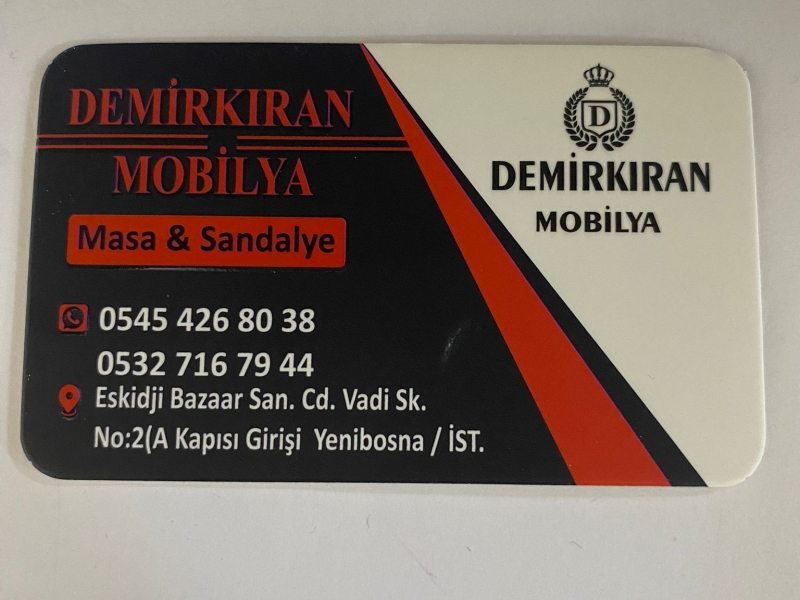 DEMİRKIRAN
MOBİLYA
Masa & Sandalye
0545 426 80 38
0532 716 79 44
Eskidji Bazaar San. Cd. Vadi Sk.
No:2(A Kapısı Girişi Yenibosna / İST.
D
DEMİRKIRAN
MOBİLYA